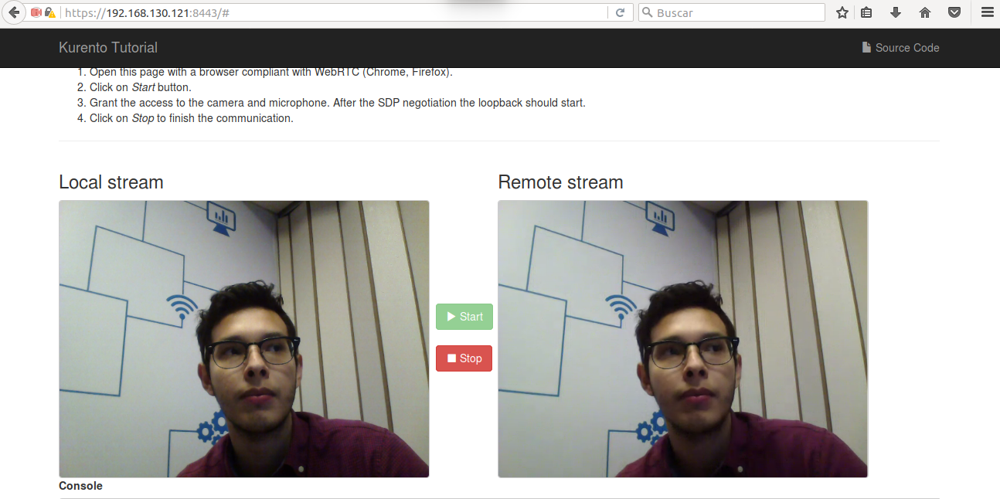 https://192.168.130.121:8443/#
Buscar
Kurento Tutorial
Source Code
1. Open this page with a browser compliant with WebRTC (Chrome, Firefox).
2. Click on Start button.
3. Grant the access to the camera and microphone. After the SDP negotiation the loopback should start.
4. Click on Stop to finish the communication.
Local stream
Remote stream
Start
Stop
Console